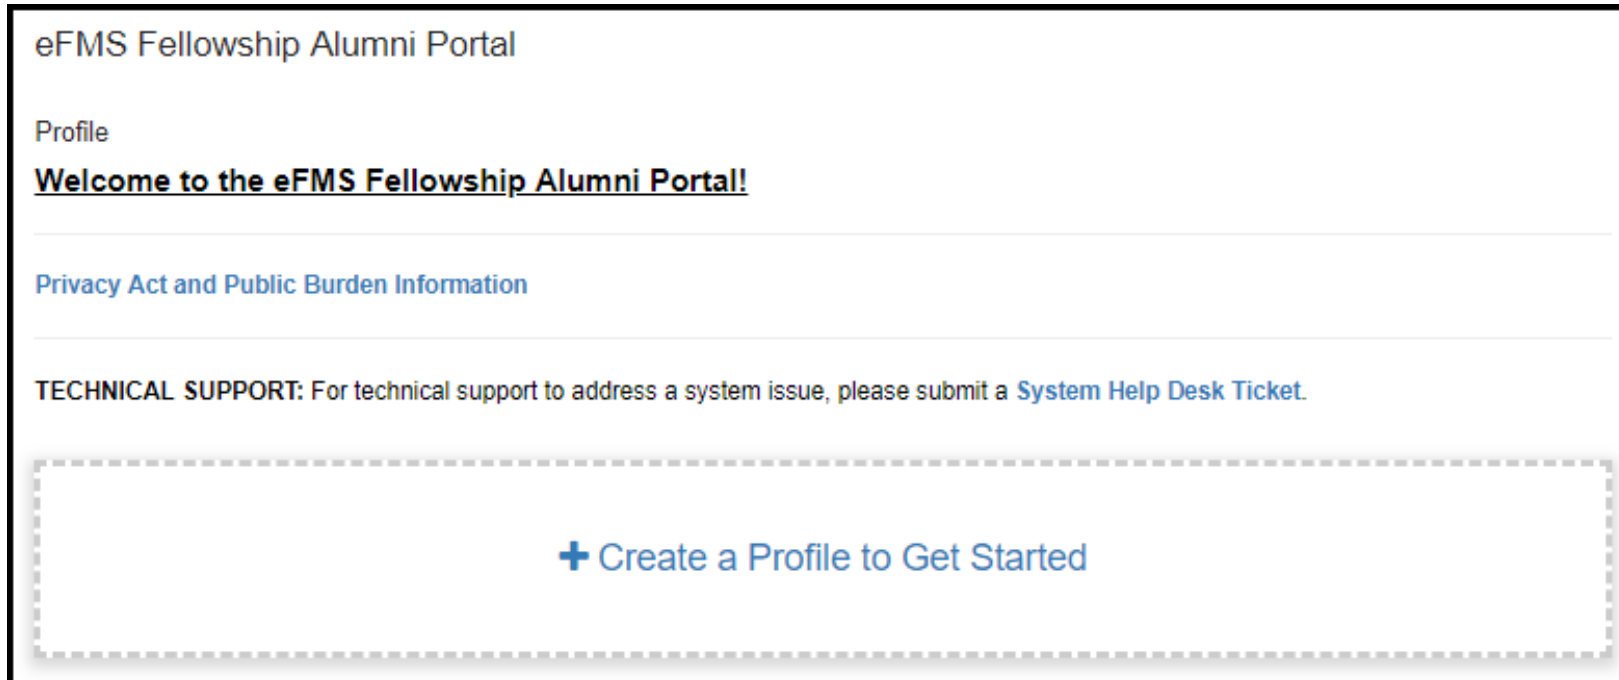 eFMS Fellowship Alumni Portal
Profile
Welcome to the eFMS Fellowship Alumni Portal!
Privacy Act and Public Burden Information
TECHNICAL SUPPORT: For technical support to address a system issue, please submit a System Help Desk Ticket.
Create a Profile to Get Started